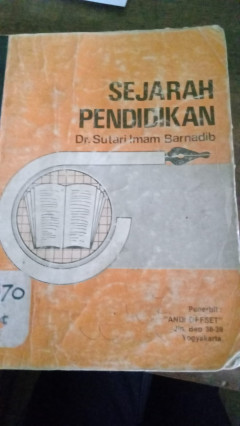 SEJARAH
PENDIDIKAN
Dr. Sutari Imam Barnadib
70
c
Penerbit :
"ANDI OFFSET"
Yogyakarta